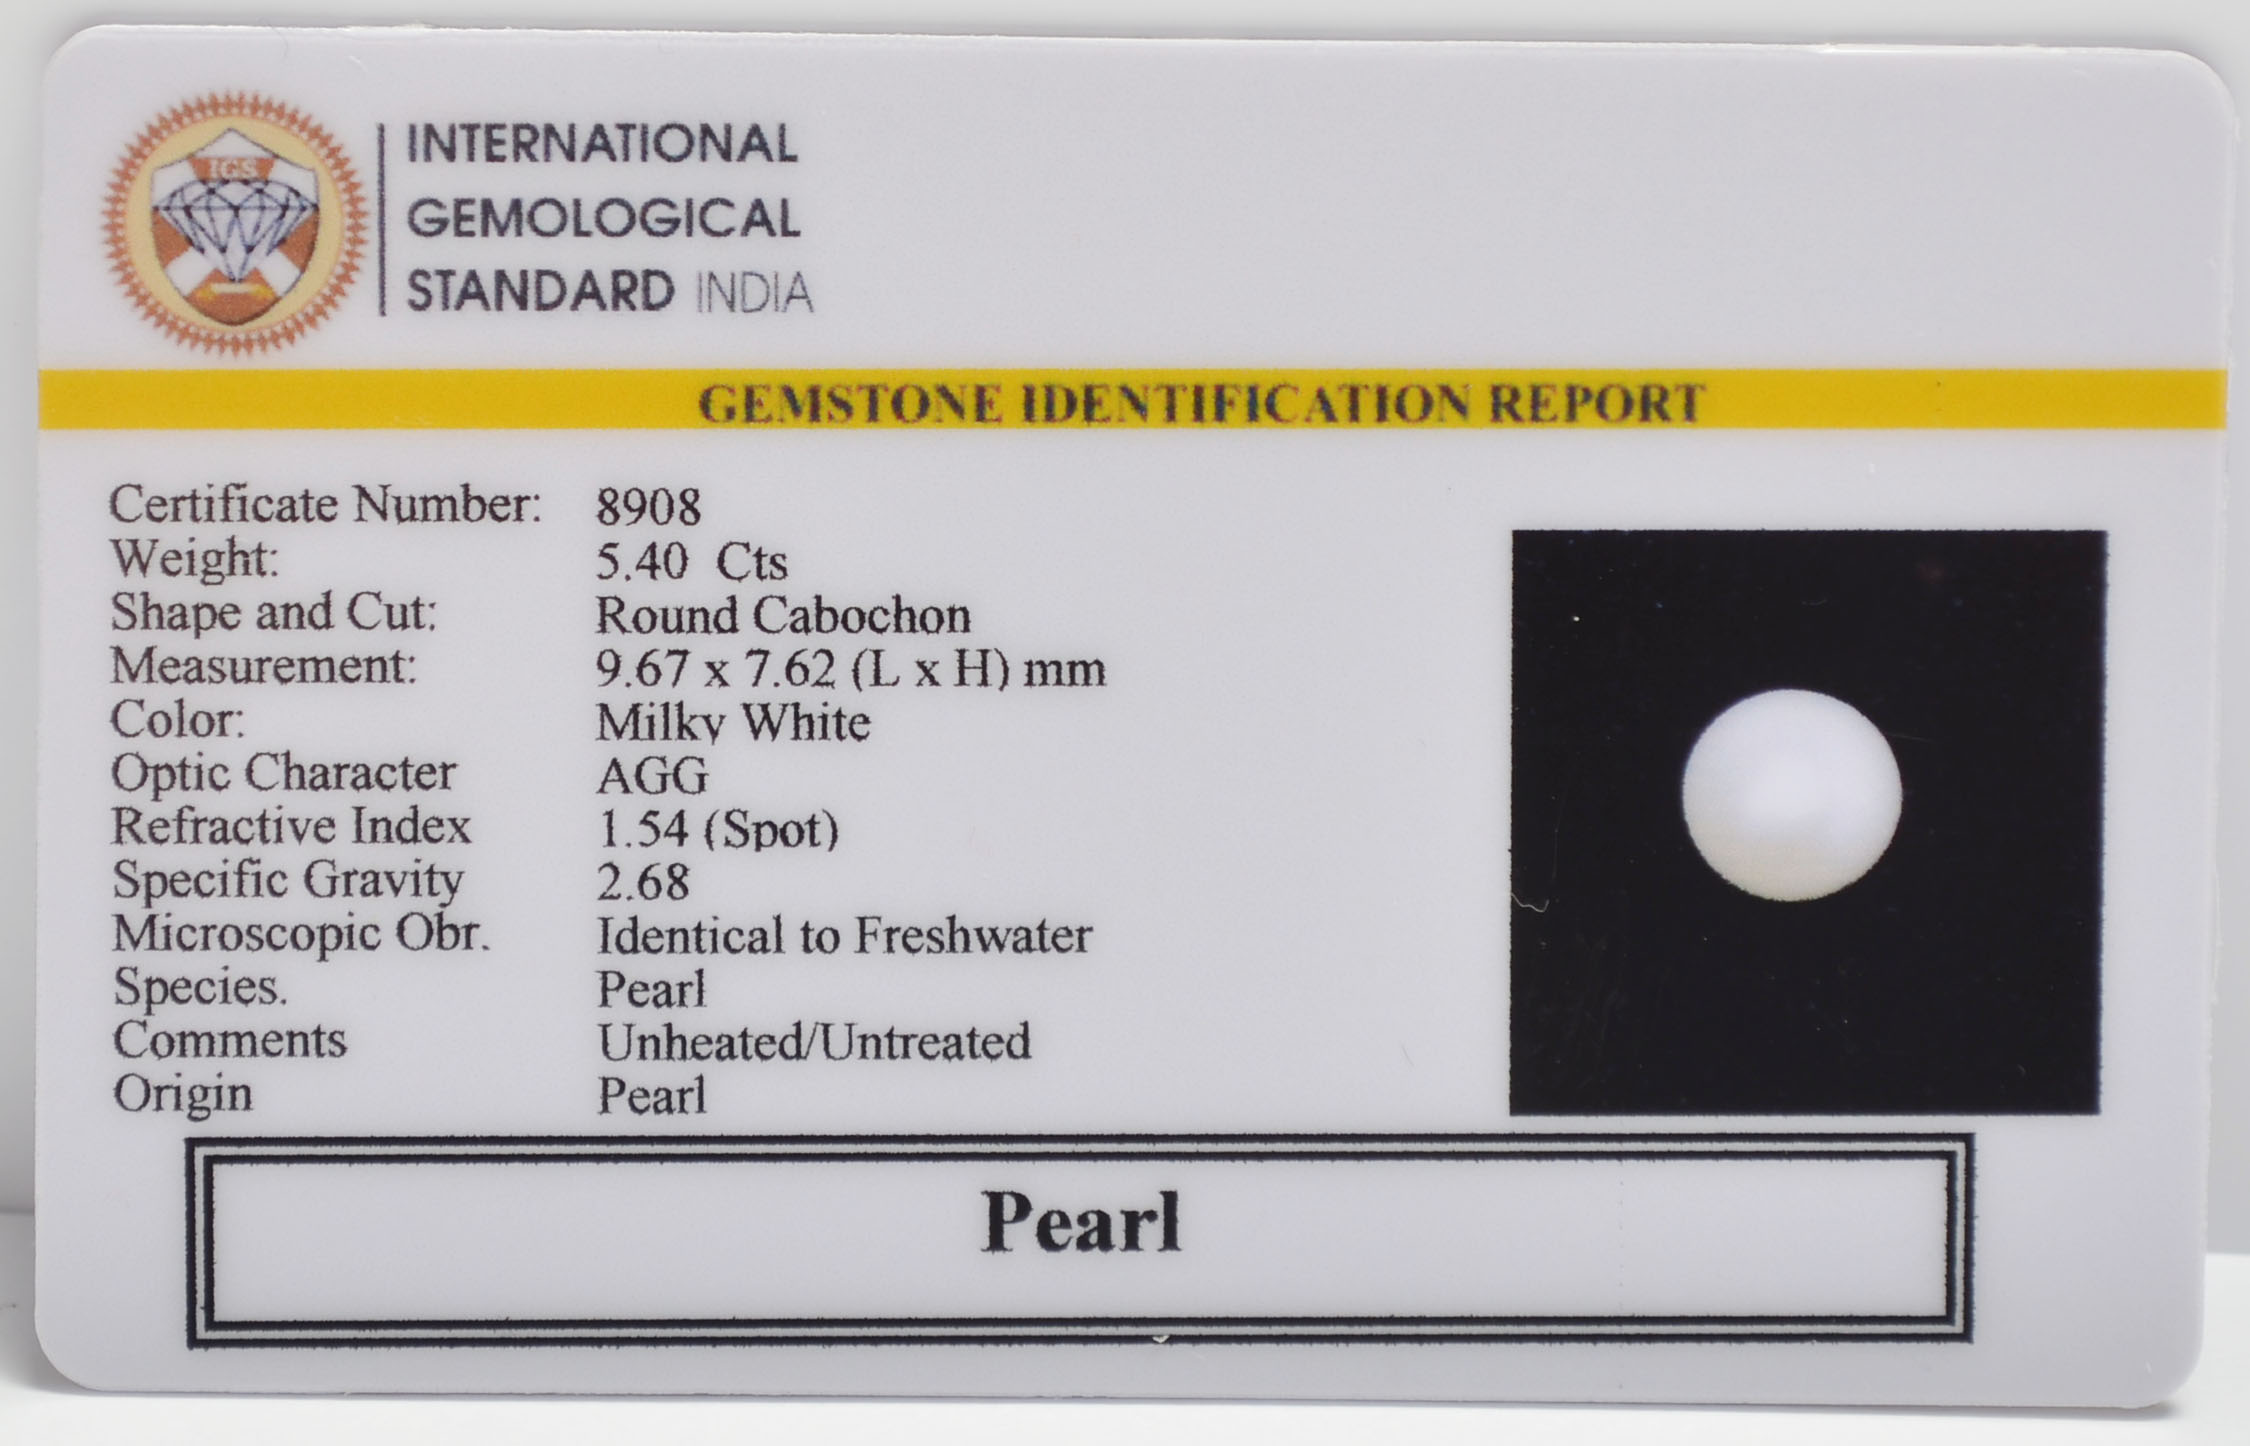 IGS
INTERNATIONAL
GEMOLOGICAL
STANDARD INDIA
GEMSTONE IDENTIFICATION REPORT
Certificate Number: 8908
Weight: 5.40 Cts
Shape and Cut: Round Cabochon
Measurement: 9.67 x 7.62 (L x H) mm
Color: Milky White
Optic Character AGG
Refractive Index 1.54 (Spot)
Specific Gravity 2.68
Microscopic Obr. Identical to Freshwater
Species. Pearl
Comments Unheated/Untreated
Origin Pearl
Pearl